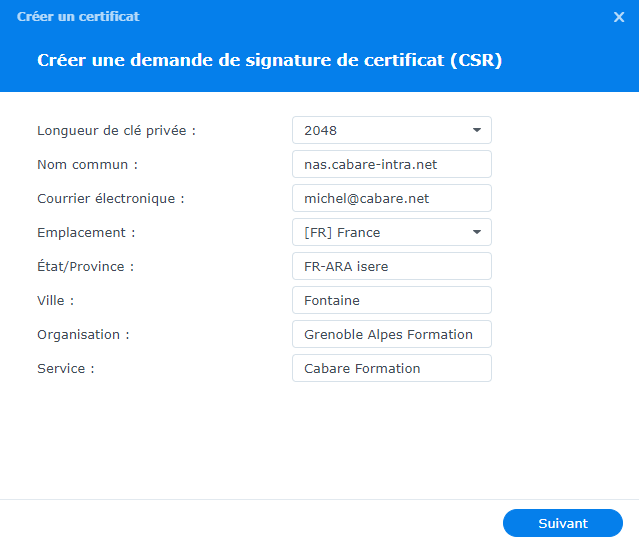 Créer un certificat
Créer une demande de signature de certificat (CSR)
Longueur de clé privée : 2048
Nom commun : nas.cabare-intra.net
Courrier électronique : michel@cabare.net
Emplacement : [FR] France
État/Province : FR-ARA isere
Ville : Fontaine
Organisation : Grenoble Alpes Formation
Service : Cabare Formation
Suivant